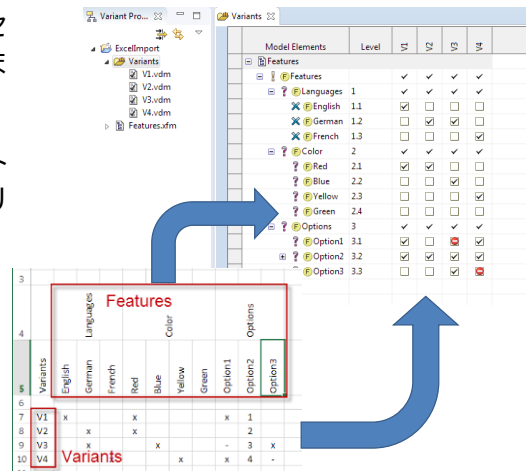 Variant Pro...
Variants
ExcelImport
Variants
V1.vdm
V2.vdm
V3.vdm
V4.vdm
Features.xfm
Model Elements Level V1 V2 V3 V4
Features
Features
Languages 1
English 1.1
German 1.2
French 1.3
Color 2
Red 2.1
Blue 2.2
Yellow 2.3
Green 2.4
Options 3
Option1 3.1
Option2 3.2
Option3 3.3
3
Features
4 Languages Color Options
5 Variants English German French Red Blue Yellow Green Option1 Option2 Option3
6
7 V1 x x x 1
8 V2 x x 2
9 V3 x x - 3 x
10 V4 x x 4 -
Variants